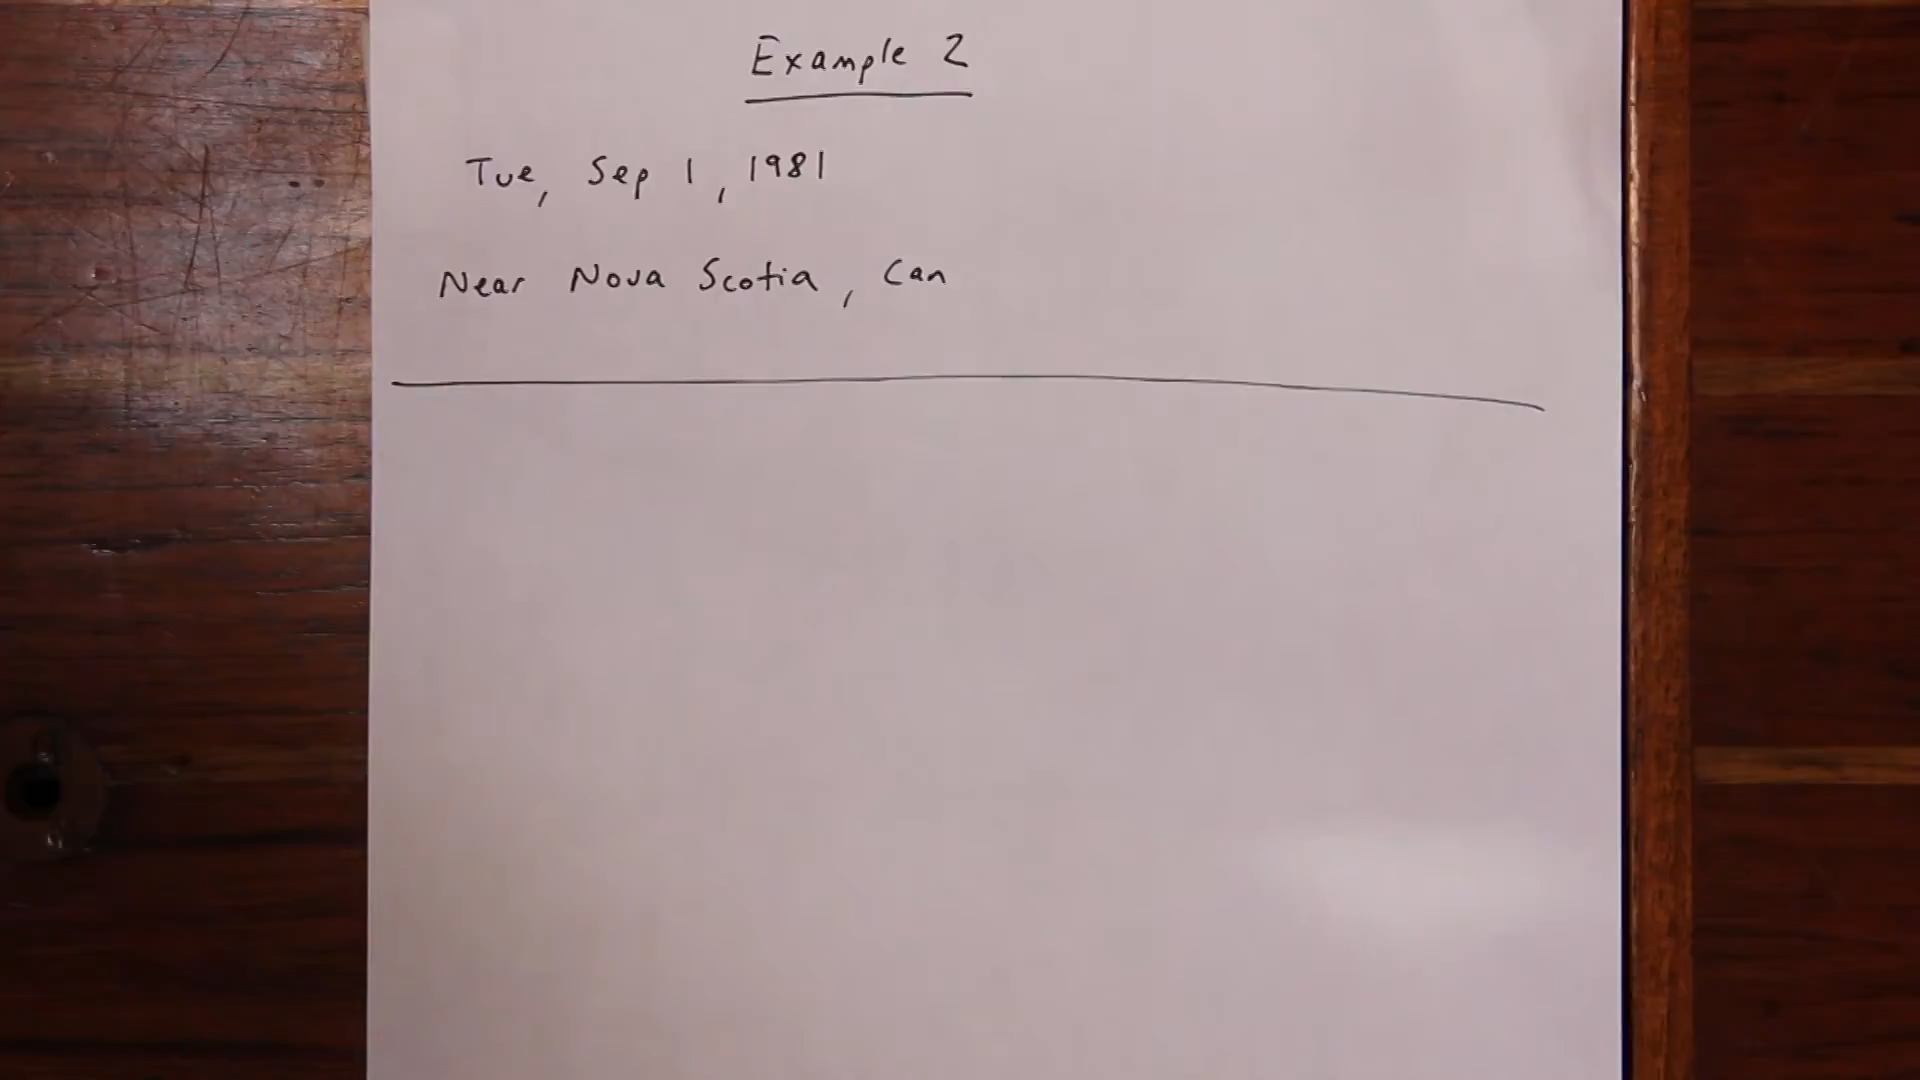 Example 2
Tue, Sep 1, 1981
Near Nova Scotia, Can